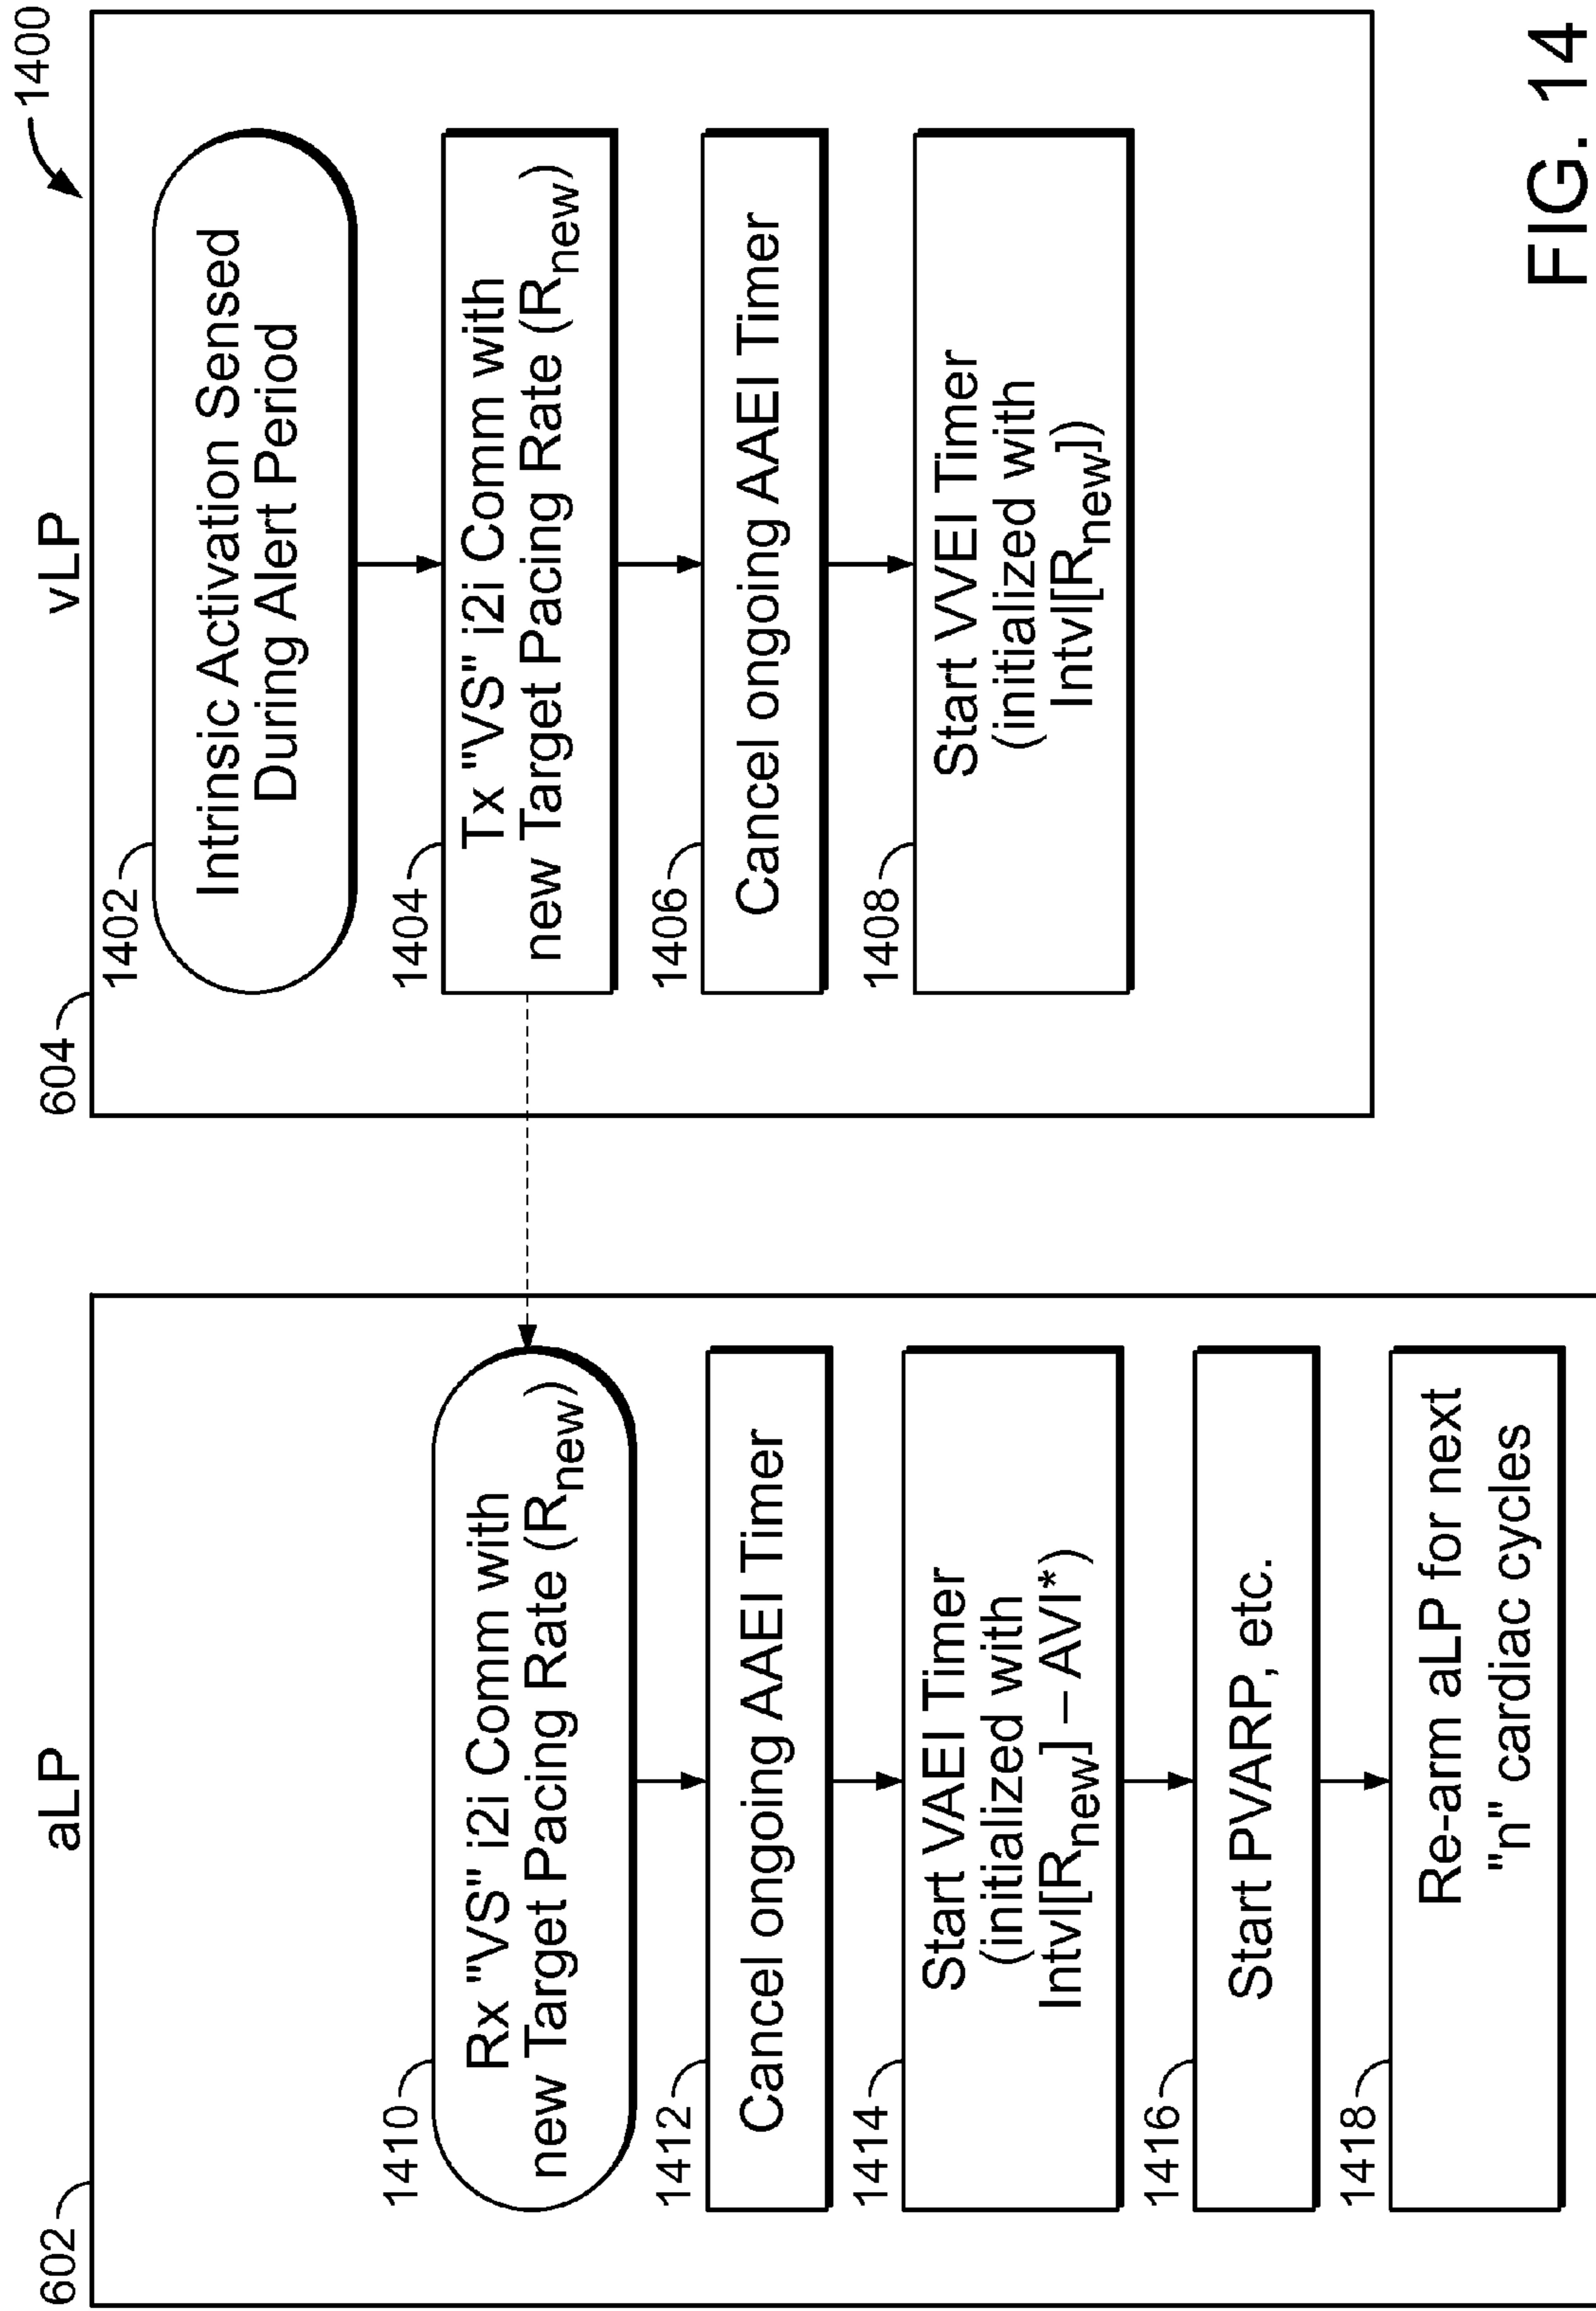 1400
aLP
vLP
602
604
1402
Intrinsic Activation Sensed
During Alert Period
1404
Tx "VS" i2i Comm with
new Target Pacing Rate (Rnew)
1406
Cancel ongoing AAEI Timer
1408
Start VVEI Timer
(initialized with
Intvl[Rnew])
1410
Rx "VS" i2i Comm with
new Target Pacing Rate (Rnew)
1412
Cancel ongoing AAEI Timer
1414
Start VAEI Timer
(initialized with
Intvl[Rnew] – AVI*)
1416
Start PVARP, etc.
1418
Re-arm aLP for next
"n" cardiac cycles
FIG. 14